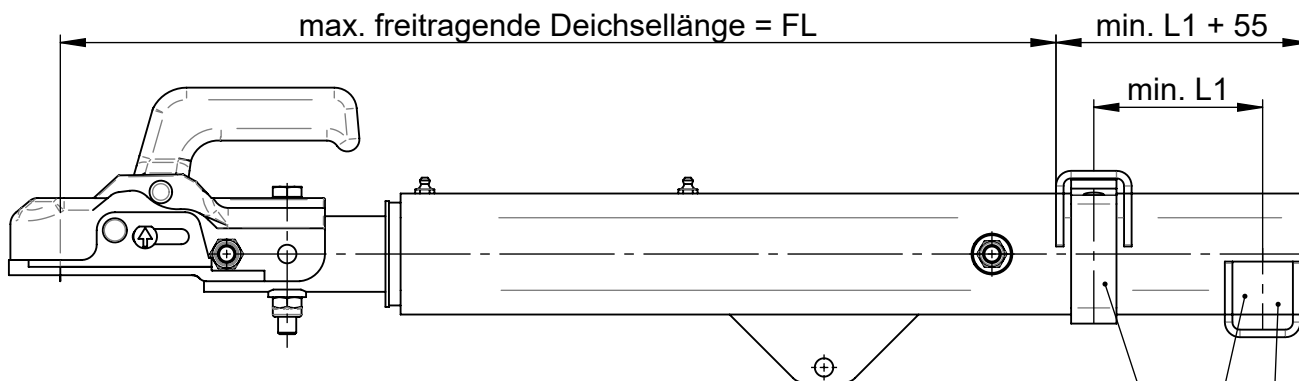 max. freitragende Deichsellänge = FL
min. L1 + 55
min. L1